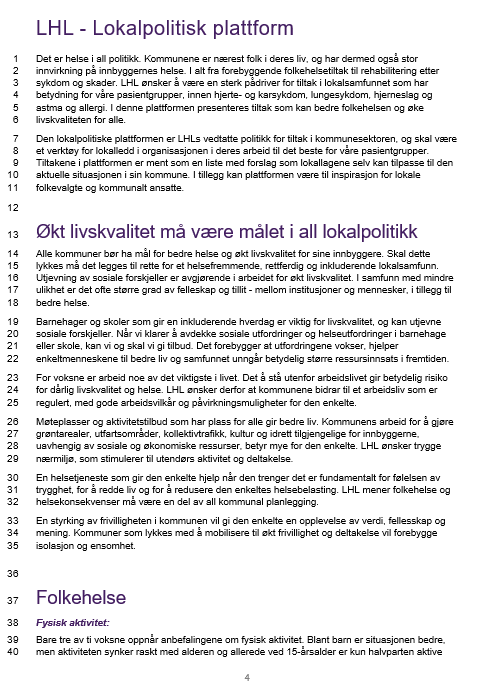 LHL - Lokalpolitisk plattform
1 Det er helse i all politikk. Kommunene er nærest folk i deres liv, og har dermed også stor
2 innvirkning på innbyggernes helse. I alt fra forebyggende folkehelsetiltak til rehabilitering etter
3 sykdom og skader. LHL ønsker å være en sterk pådriver for tiltak i lokalsamfunnet som har
4 betydning for våre pasientgrupper, innen hjerte- og karsykdom, lungesykdom, hjerneslag og
5 astma og allergi. I denne plattformen presenteres tiltak som kan bedre folkehelsen og øke
6 livskvaliteten for alle.
7 Den lokalpolitiske plattformen er LHLs vedtatte politikk for tiltak i kommunesektoren, og skal være
8 et verktøy for lokalledd i organisasjonen i deres arbeid til det beste for våre pasientgrupper.
9 Tiltakene i plattformen er ment som en liste med forslag som lokallagene selv kan tilpasse til den
10 aktuelle situasjonen i sin kommune. I tillegg kan plattformen være til inspirasjon for lokale
11 folkevalgte og kommunalt ansatte.
12
13 Økt livskvalitet må være målet i all lokalpolitikk
14 Alle kommuner bør ha mål for bedre helse og økt livskvalitet for sine innbyggere. Skal dette
15 lykkes må det legges til rette for et helsefremmende, rettferdig og inkluderende lokalsamfunn.
16 Utjevning av sosiale forskjeller er avgjørende i arbeidet for økt livskvalitet. I samfunn med mindre
17 ulikhet er det ofte større grad av felleskap og tillit - mellom institusjoner og mennesker, i tillegg til
18 bedre helse.
19 Barnehager og skoler som gir en inkluderende hverdag er viktig for livskvalitet, og kan utjevne
20 sosiale forskjeller. Når vi klarer å avdekke sosiale utfordringer og helseutfordringer i barnehage
21 eller skole, kan vi og skal vi gi tilbud. Det forebygger at utfordringene vokser, hjelper
22 enkeltmenneskene til bedre liv og samfunnet unngår betydelig større ressursinnsats i fremtiden.
23 For voksne er arbeid noe av det viktigste i livet. Det å stå utenfor arbeidslivet gir betydelig risiko
24 for dårlig livskvalitet og helse. LHL ønsker derfor at kommunene bidrar til et arbeidsliv som er
25 regulert, med gode arbeidsvilkår og påvirkningsmuligheter for den enkelte.
26 Møteplasser og aktivitetstilbud som har plass for alle gir bedre liv. Kommunens arbeid for å gjøre
27 grøntarealer, utfartsområder, kollektivtrafikk, kultur og idrett tilgjengelige for innbyggerne,
28 uavhengig av sosiale og økonomiske ressurser, betyr mye for den enkelte. LHL ønsker trygge
29 nærmiljø, som stimulerer til utendørs aktivitet og deltakelse.
30 En helsetjeneste som gir den enkelte hjelp når den trenger det er fundamentalt for følelsen av
31 trygghet, for å redde liv og for å redusere den enkeltes helsebelasting. LHL mener folkehelse og
32 helsekonsekvenser må være en del av all kommunal planlegging.
33 En styrking av frivilligheten i kommunen vil gi den enkelte en opplevelse av verdi, fellesskap og
34 mening. Kommuner som lykkes med å mobilisere til økt frivillighet og deltakelse vil forebygge
35 isolasjon og ensomhet.
36
37 Folkehelse
38 Fysisk aktivitet:
39 Bare tre av ti voksne oppnår anbefalingene om fysisk aktivitet. Blant barn er situasjonen bedre,
40 men aktiviteten synker raskt med alderen og allerede ved 15-årsalder er kun halvparten aktive
4